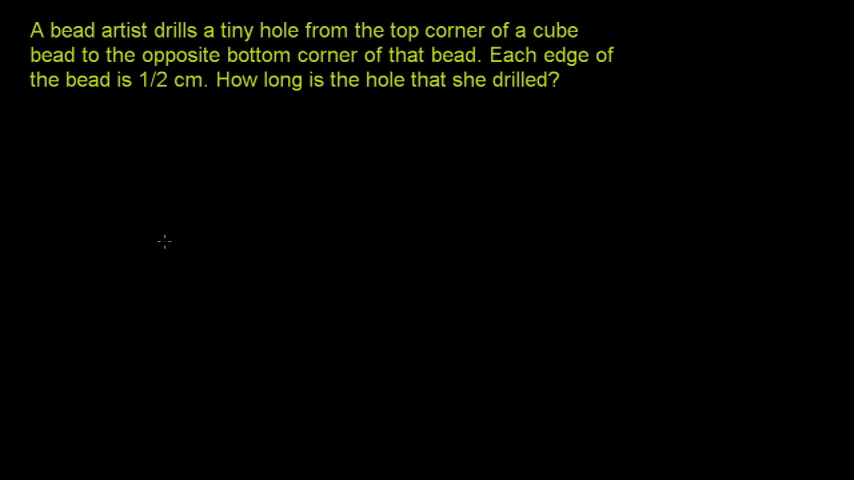 A bead artist drills a tiny hole from the top corner of a cube
bead to the opposite bottom corner of that bead. Each edge of
the bead is 1/2 cm. How long is the hole that she drilled?